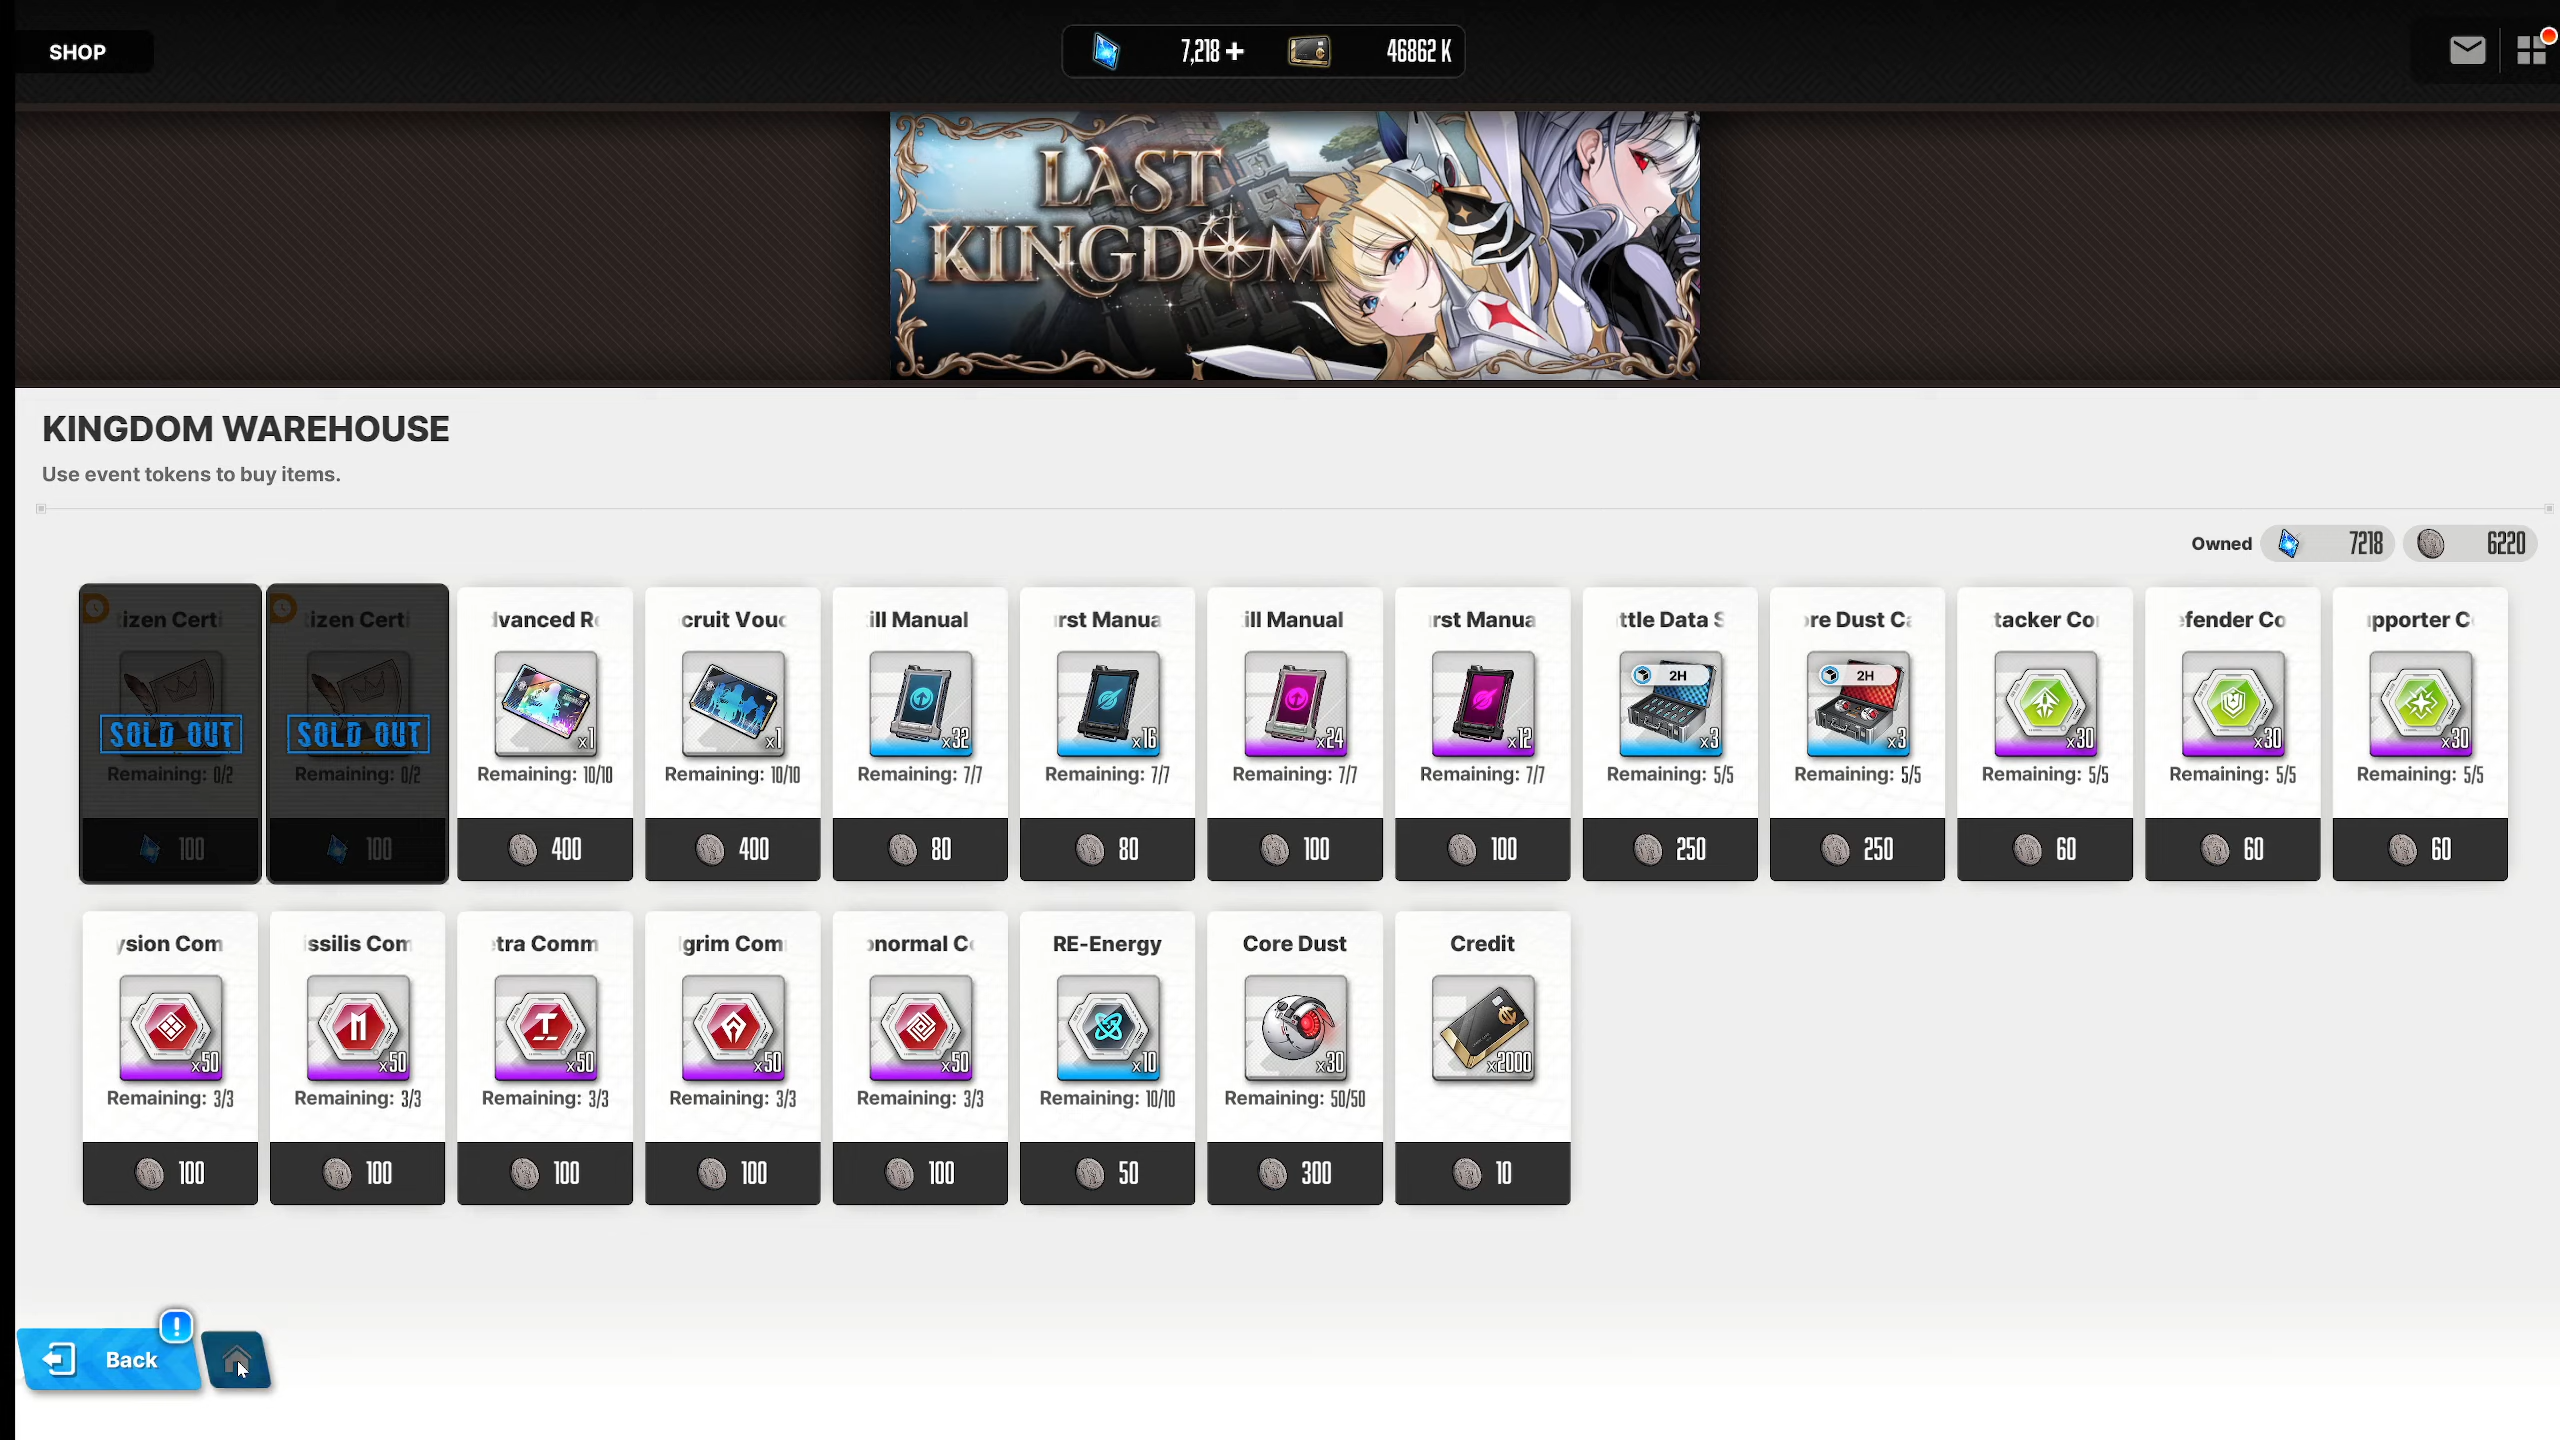 SHOP
7,218 +
46862 K
LAST
KINGDOM
KINGDOM WAREHOUSE
Use event tokens to buy items.
Owned 7218 6220
izen Certi
izen Certi
dvanced Re
cruit Vouc
ill Manual
rst Manua
ill Manual
rst Manua
ttle Data S
re Dust Ca
tacker Co
efender Co
pporter C
2H
2H
SOLD OUT
SOLD OUT
x1
x1
x32
x16
x24
x12
x3
x3
x30
x30
x30
Remaining: 0/2
Remaining: 0/2
Remaining: 10/10
Remaining: 10/10
Remaining: 7/7
Remaining: 7/7
Remaining: 7/7
Remaining: 7/7
Remaining: 5/5
Remaining: 5/5
Remaining: 5/5
Remaining: 5/5
Remaining: 5/5
100
100
400
400
80
80
100
100
250
250
60
60
60
ysion Com
issilis Com
etra Comm
lgrim Com
onormal C
RE-Energy
Core Dust
Credit
x50
x50
x50
x50
x50
x10
x30
x2000
Remaining: 3/3
Remaining: 3/3
Remaining: 3/3
Remaining: 3/3
Remaining: 3/3
Remaining: 10/10
Remaining: 50/50
100
100
100
100
100
50
300
10
Back